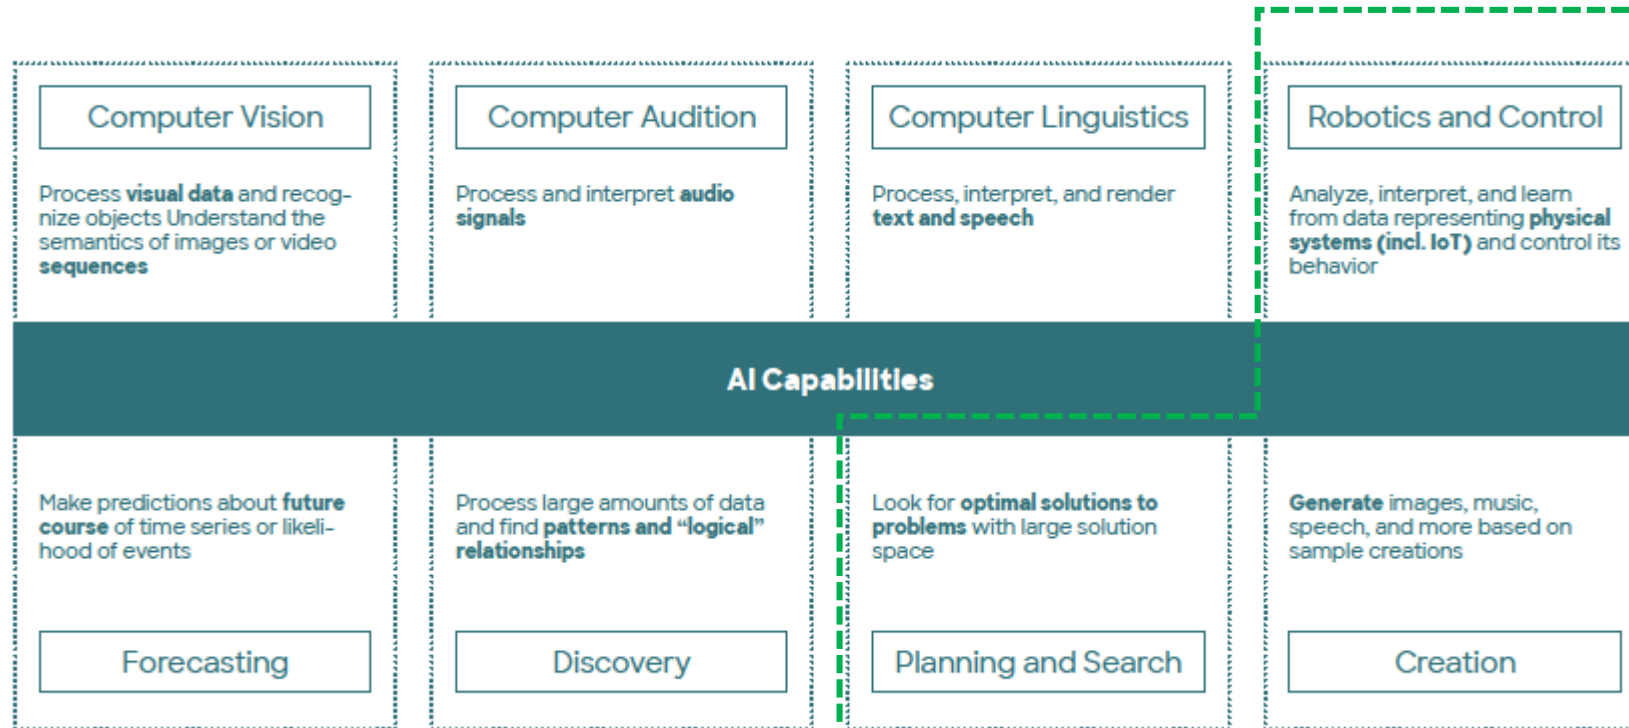 Computer Vision
Process visual data and recog-
nize objects Understand the
semantics of images or video
sequences
Computer Audition
Process and interpret audio
signals
Computer Linguistics
Process, interpret, and render
text and speech
Robotics and Control
Analyze, interpret, and learn
from data representing physical
systems (incl. IoT) and control its
behavior
AI Capabilities
Make predictions about future
course of time series or likeli-
hood of events
Forecasting
Process large amounts of data
and find patterns and “logical”
relationships
Discovery
Look for optimal solutions to
problems with large solution
space
Planning and Search
Generate images, music,
speech, and more based on
sample creations
Creation